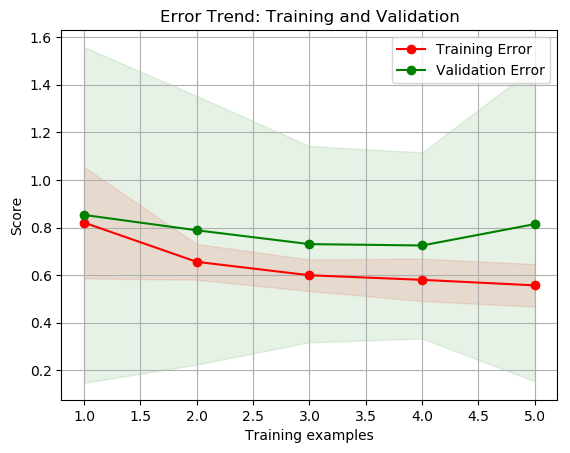 Error Trend: Training and Validation
1.6
1.4
1.2
1.0
0.8
0.6
0.4
0.2
Score
Training Error
Validation Error
1.0 1.5 2.0 2.5 3.0 3.5 4.0 4.5 5.0
Training examples